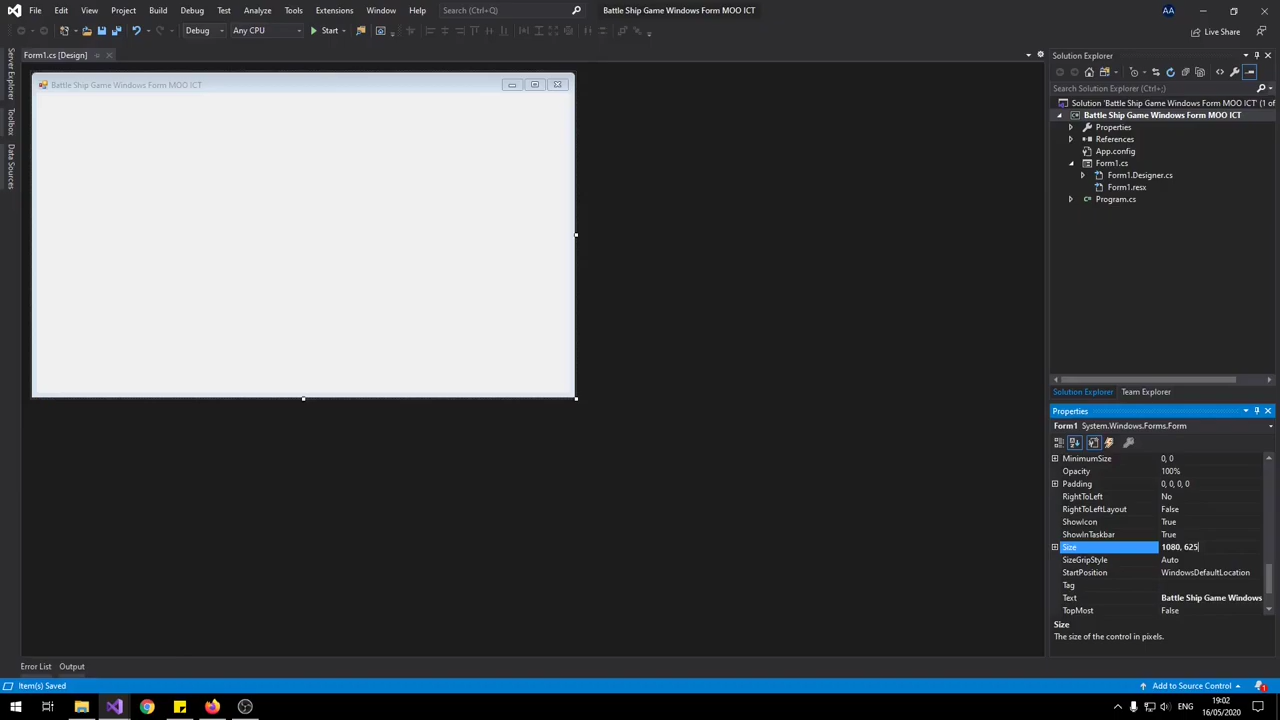 File Edit View Project Build Debug Test Analyze Tools Extensions Window Help Search (Ctrl+Q) Battle Ship Game Windows Form MOO ICT AA
Debug Any CPU Start Live Share
Form1.cs [Design]
Server Explorer
Toolbox
Data Sources
Battle Ship Game Windows Form MOO ICT
Solution Explorer
Search Solution Explorer (Ctrl+;)
Solution 'Battle Ship Game Windows Form MOO ICT' (1 of
Battle Ship Game Windows Form MOO ICT
Properties
References
App.config
Form1.cs
Form1.Designer.cs
Form1.resx
Program.cs
Solution Explorer Team Explorer
Properties
Form1 System.Windows.Forms.Form
MinimumSize 0, 0
Opacity 100%
Padding 0, 0, 0, 0
RightToLeft No
RightToLeftLayout False
ShowIcon True
ShowInTaskbar True
Size 1080, 625
SizeGripStyle Auto
StartPosition WindowsDefaultLocation
Tag
Text Battle Ship Game Windows
TopMost False
Size
The size of the control in pixels.
Error List Output
Item(s) Saved Add to Source Control 1
ENG 19:02
16/05/2020